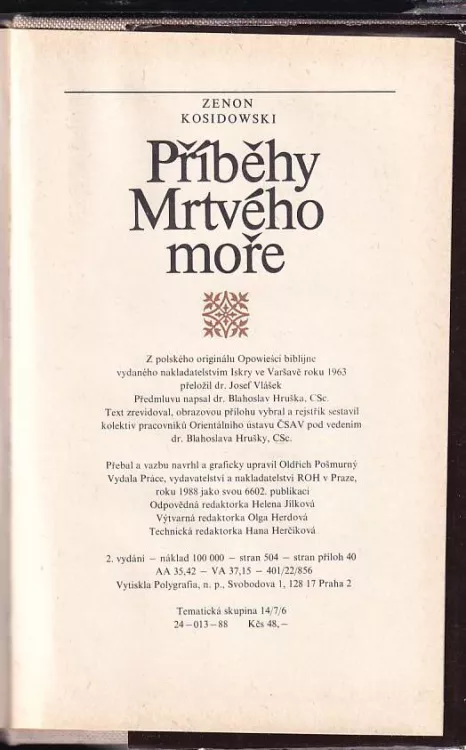 ZENON
KOSIDOWSKI
Příběhy
Mrtvého
moře
Z polského originálu Opowieści biblijne
vydaného nakladatelstvím Iskry ve Varšavě roku 1963
přeložil dr. Josef Vlášek
Předmluvu napsal dr. Blahoslav Hruška, CSc.
Text zrevidoval, obrazovou přílohu vybral a rejstřík sestavil
kolektiv pracovníků Orientálního ústavu ČSAV pod vedením
dr. Blahoslava Hrušky, CSc.
Přebal a vazbu navrhl a graficky upravil Oldřich Pošmurný
Vydala Práce, vydavatelství a nakladatelství ROH v Praze,
roku 1988 jako svou 6602. publikaci
Odpovědná redaktorka Helena Jílková
Výtvarná redaktorka Olga Herdová
Technická redaktorka Hana Herčíková
2. vydání – náklad 100 000 – stran 504 – stran příloh 40
AA 35,42 – VA 37,15 – 401/22/856
Vytiskla Polygrafia, n. p., Svobodova 1, 128 17 Praha 2
Tematická skupina 14/7/6
24–013–88 Kčs 48,–